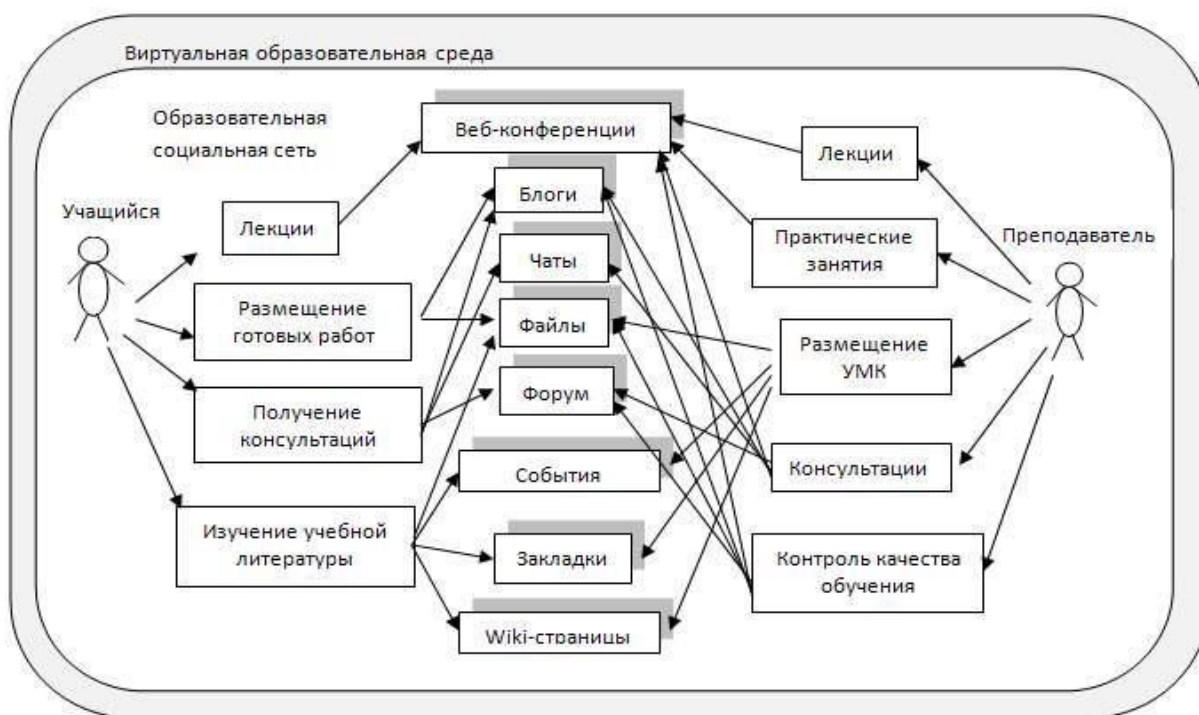 Виртуальная образовательная среда
Образовательная
социальная сеть
Веб-конференции
Лекции
Блоги
Учащийся
Лекции
Чаты
Практические
занятия
Преподаватель
Размещение
готовых работ
Файлы
Размещение
УМК
Форум
Получение
консультаций
События
Консультации
Изучение учебной
литературы
Закладки
Контроль качества
обучения
Wiki-страницы